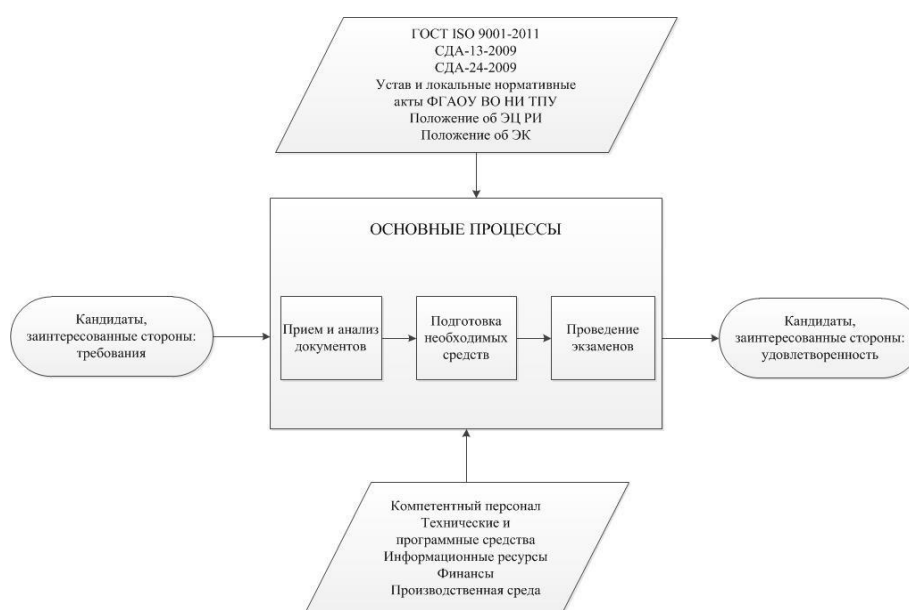 ГОСТ ISO 9001-2011
СДА-13-2009
СДА-24-2009
Устав и локальные нормативные
акты ФГАОУ ВО НИ ТПУ
Положение об ЭЦ РИ
Положение об ЭК
ОСНОВНЫЕ ПРОЦЕССЫ
Кандидаты,
заинтересованные стороны:
требования
Прием и анализ
документов
Подготовка
необходимых
средств
Проведение
экзаменов
Кандидаты,
заинтересованные стороны:
удовлетворенность
Компетентный персонал
Технические и
программные средства
Информационные ресурсы
Финансы
Производственная среда